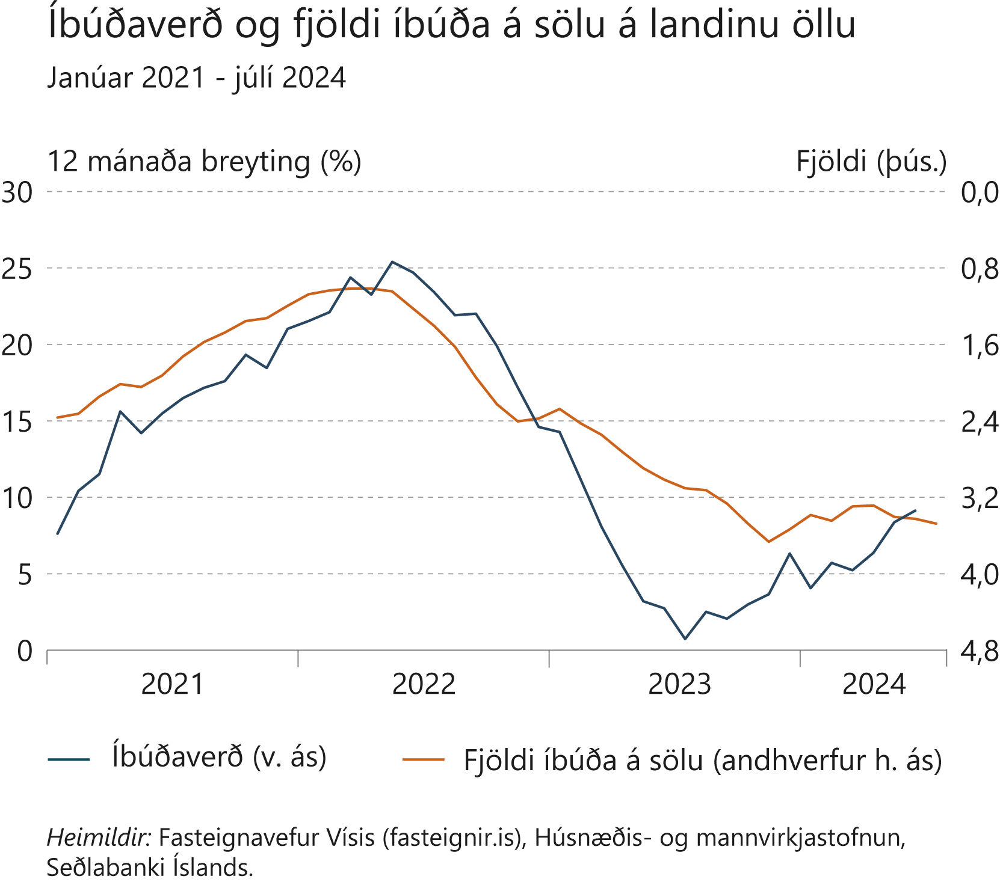 Íbúðaverð og fjöldi íbúða á sölu á landinu öllu
Janúar 2021 - júlí 2024
12 mánaða breyting (%) Fjöldi (þús.)
30 0,0
25 0,8
20 1,6
15 2,4
10 3,2
5 4,0
0 4,8
2021 2022 2023 2024
Íbúðaverð (v. ás) Fjöldi íbúða á sölu (andhverfur h. ás)
Heimildir: Fasteignavefur Vísis (fasteignir.is), Húsnæðis- og mannvirkjastofnun,
Seðlabanki Íslands.